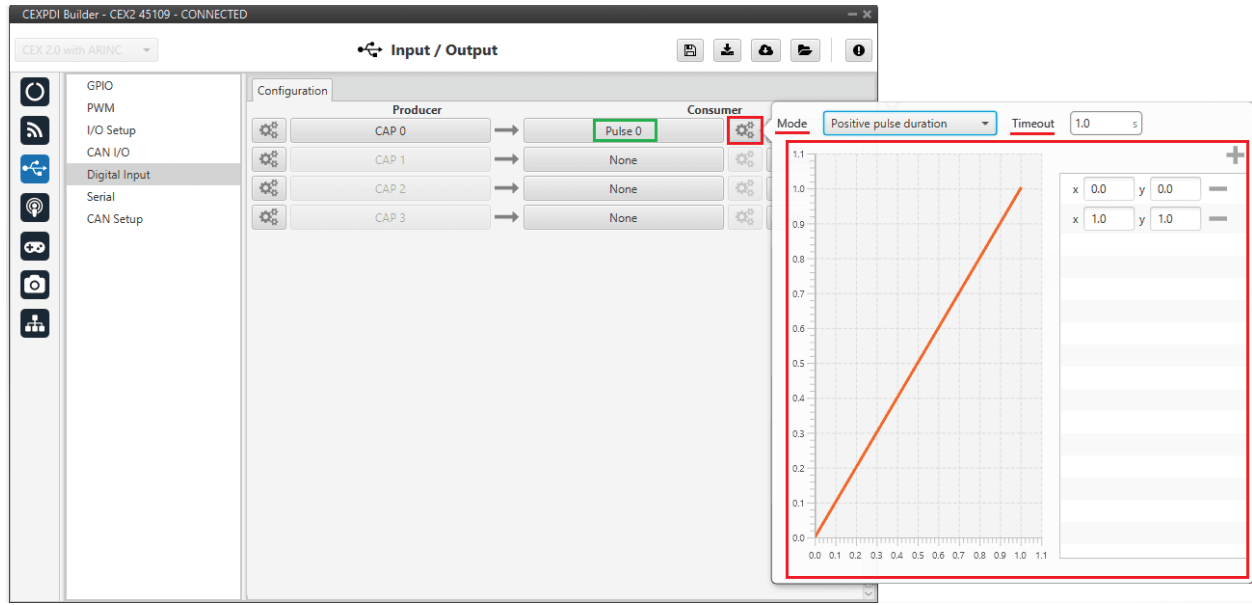 CEXPDI Builder - CEX2 45109 - CONNECTED
CEX 2.0 with ARINC
Input / Output
GPIO
PWM
I/O Setup
CAN I/O
Digital Input
Serial
CAN Setup
Configuration
Producer Consumer
CAP 0 Pulse 0
CAP 1 None
CAP 2 None
CAP 3 None
Mode Positive pulse duration Timeout 1.0 s
x 0.0 y 0.0
x 1.0 y 1.0
1.1
1.0
0.9
0.8
0.7
0.6
0.5
0.4
0.3
0.2
0.1
0.0
0.0 0.1 0.2 0.3 0.4 0.5 0.6 0.7 0.8 0.9 1.0 1.1